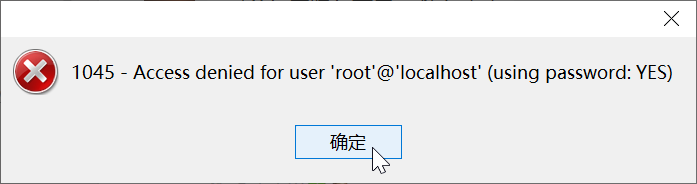 1045 - Access denied for user 'root'@'localhost' (using password: YES)
确定